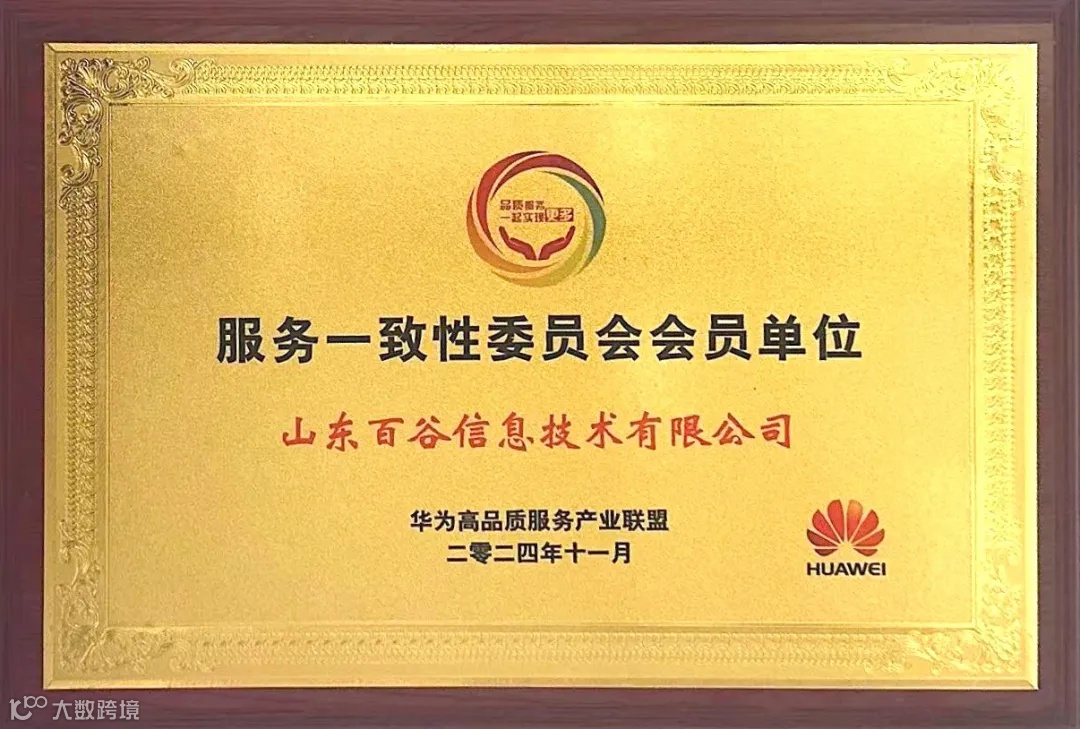 品质服务
一起实现更多
服务一致性委员会会员单位
山东百谷信息技术有限公司
华为高品质服务产业联盟
二零二四年十一月
HUAWEI
大数跨境